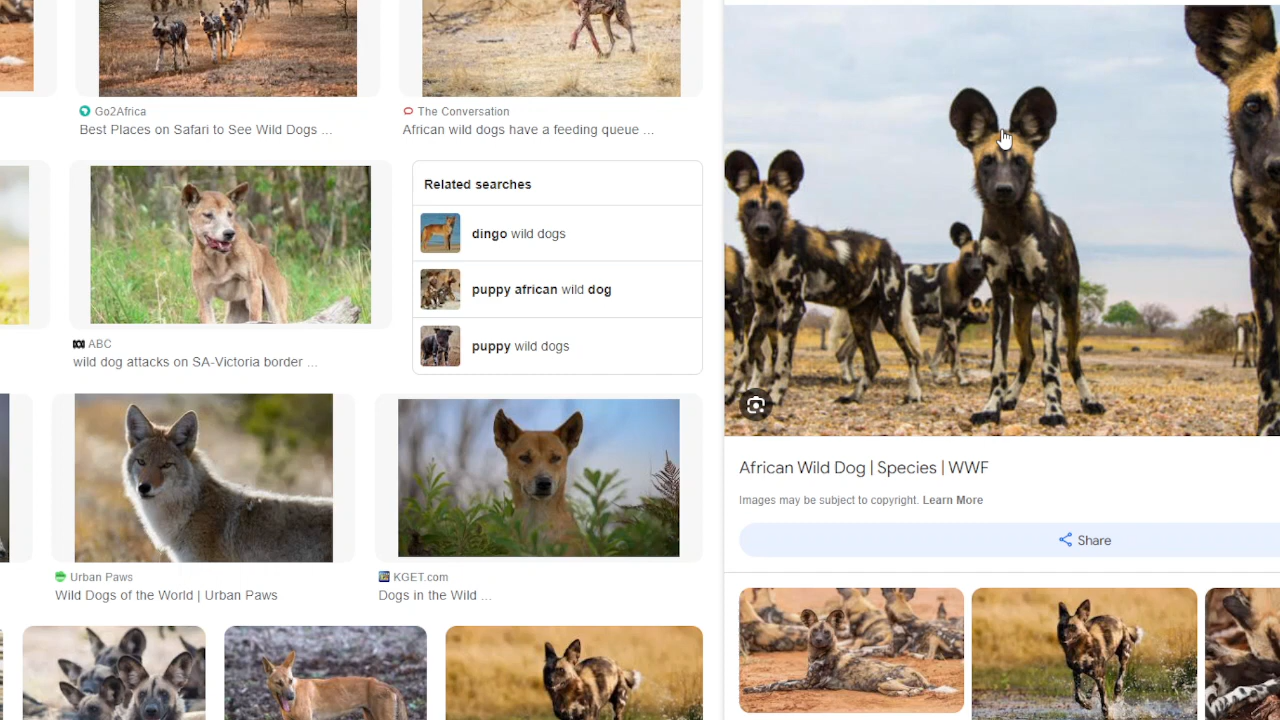 Go2Africa
Best Places on Safari to See Wild Dogs ...
The Conversation
African wild dogs have a feeding queue ...
Related searches
dingo wild dogs
puppy african wild dog
puppy wild dogs
ABC
wild dog attacks on SA-Victoria border ...
Urban Paws
Wild Dogs of the World | Urban Paws
KGET.com
Dogs in the Wild ...
African Wild Dog | Species | WWF
Images may be subject to copyright. Learn More
Share